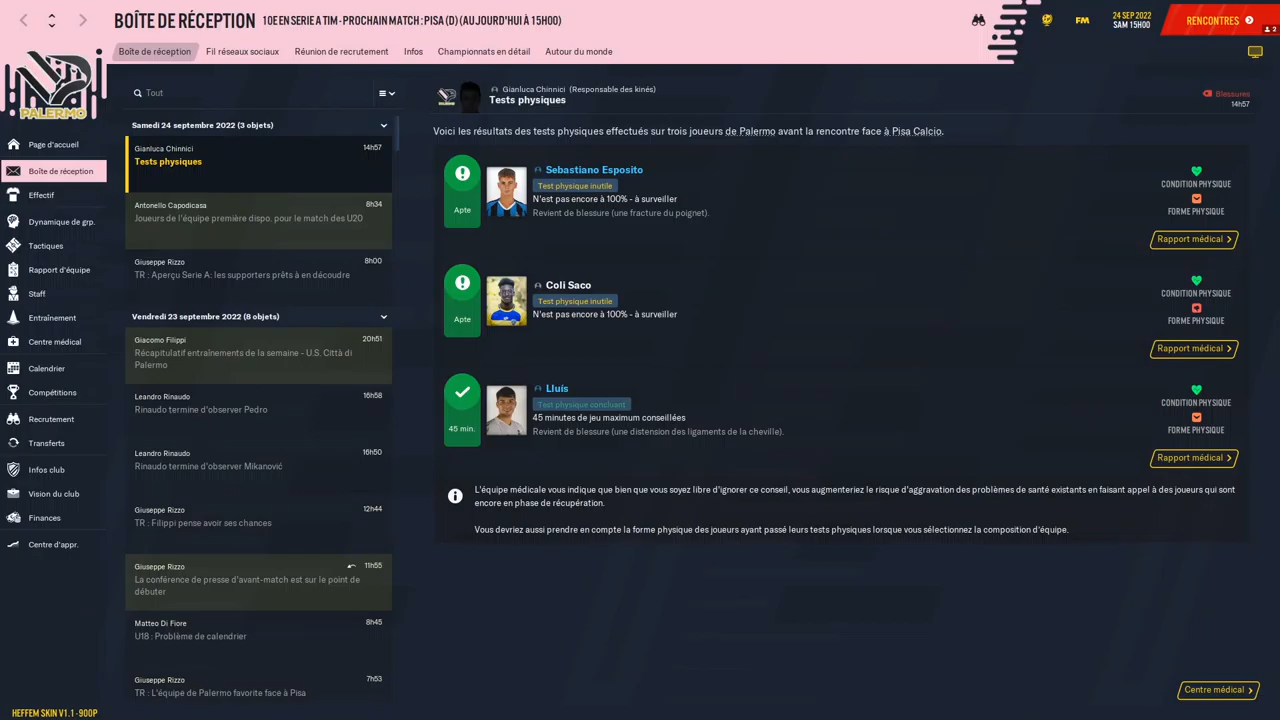 BOÎTE DE RÉCEPTION 10E EN SERIE A TIM - PROCHAIN MATCH : PISA (D) (AUJOURD'HUI À 15H00)
FM
24 SEP 2022
SAM 15H00
RENCONTRES
2
Boîte de réception Fil réseaux sociaux Réunion de recrutement Infos Championnats en détail Autour du monde
PALERMO
Page d'accueil
Boîte de réception
Effectif
Dynamique de grp.
Tactiques
Rapport d'équipe
Staff
Entraînement
Centre médical
Calendrier
Compétitions
Recrutement
Transferts
Infos club
Vision du club
Finances
Centre d'appr.
HEFFEM SKIN V1.1 - 900P
Tout
Samedi 24 septembre 2022 (3 objets)
Gianluca Chinnici 14h57
Tests physiques
Antonello Capodicasa 8h34
Joueurs de l'équipe première dispo. pour le match des U20
Giuseppe Rizzo 8h00
TR : Aperçu Serie A: les supporters prêts à en découdre
Vendredi 23 septembre 2022 (8 objets)
Giacomo Filippi 20h51
Récapitulatif entraînements de la semaine - U.S. Città di
Palermo
Leandro Rinaudo 16h58
Rinaudo termine d'observer Pedro
Leandro Rinaudo 16h50
Rinaudo termine d'observer Mikanović
Giuseppe Rizzo 12h44
TR : Filippi pense avoir ses chances
Giuseppe Rizzo 11h55
La conférence de presse d'avant-match est sur le point de
débuter
Matteo Di Fiore 8h45
U18 : Problème de calendrier
Giuseppe Rizzo 7h53
TR : L'équipe de Palermo favorite face à Pisa
Gianluca Chinnici (Responsable des kinés)
Tests physiques
Blessures
14h57
Voici les résultats des tests physiques effectués sur trois joueurs de Palermo avant la rencontre face à Pisa Calcio.
Apte
Sebastiano Esposito
Test physique inutile
N'est pas encore à 100% - à surveiller
Revient de blessure (une fracture du poignet).
CONDITION PHYSIQUE
FORME PHYSIQUE
Rapport médical
Apte
Coli Saco
Test physique inutile
N'est pas encore à 100% - à surveiller
CONDITION PHYSIQUE
FORME PHYSIQUE
Rapport médical
45 min.
Lluís
Test physique concluant
45 minutes de jeu maximum conseillées
Revient de blessure (une distension des ligaments de la cheville).
CONDITION PHYSIQUE
FORME PHYSIQUE
Rapport médical
L'équipe médicale vous indique que bien que vous soyez libre d'ignorer ce conseil, vous augmenteriez le risque d'aggravation des problèmes de santé existants en faisant appel à des joueurs qui sont
encore en phase de récupération.
Vous devriez aussi prendre en compte la forme physique des joueurs ayant passé leurs tests physiques lorsque vous sélectionnez la composition d'équipe.
Centre médical